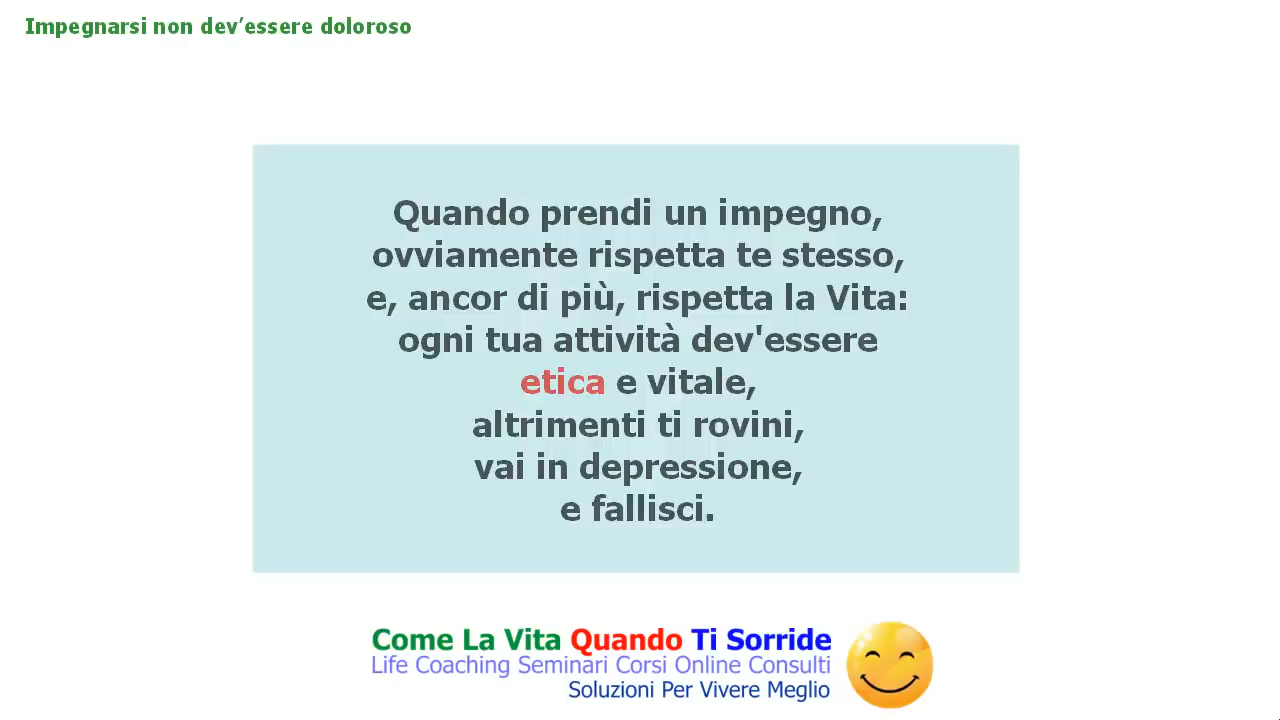 Impegnarsi non dev’essere doloroso
Quando prendi un impegno,
ovviamente rispetta te stesso,
e, ancor di più, rispetta la Vita:
ogni tua attività dev'essere
etica e vitale,
altrimenti ti rovini,
vai in depressione,
e fallisci.
Come La Vita Quando Ti Sorride
Life Coaching Seminari Corsi Online Consulti
Soluzioni Per Vivere Meglio